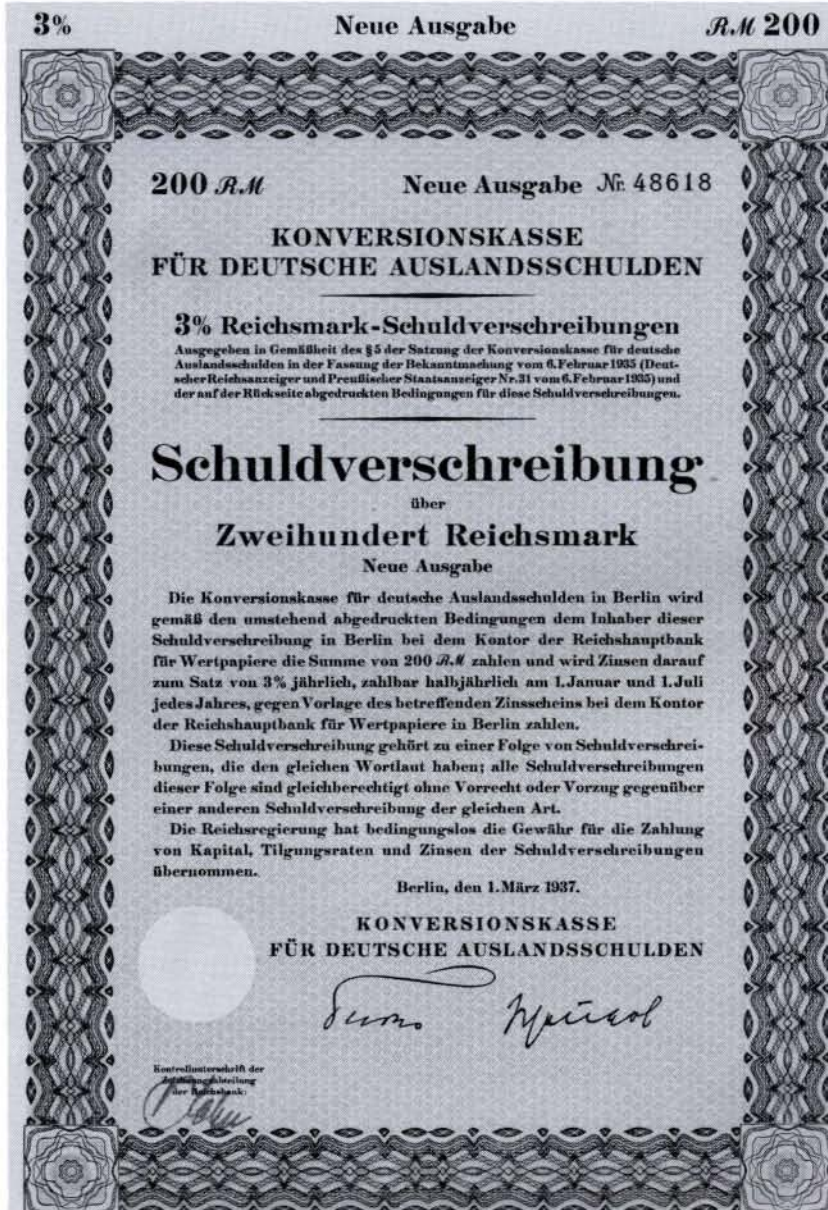 3% Neue Ausgabe RM 200
200 RM Neue Ausgabe Nr. 48618
KONVERSIONSKASSE
FÜR DEUTSCHE AUSLANDSSCHULDEN
3% Reichsmark-Schuldverschreibungen
Ausgegeben in Gemäßheit des §5 der Satzung der Konversionskasse für deutsche
Auslandsschulden in der Fassung der Bekanntmachung vom 6. Februar 1935 (Deut-
scher Reichsanzeiger und Preußischer Staatsanzeiger Nr. 31 vom 6. Februar 1935) und
der auf der Rückseite abgedruckten Bedingungen für diese Schuldverschreibungen.
Schuldverschreibung
über
Zweihundert Reichsmark
Neue Ausgabe
Die Konversionskasse für deutsche Auslandsschulden in Berlin wird
gemäß den umstehend abgedruckten Bedingungen dem Inhaber dieser
Schuldverschreibung in Berlin bei dem Kontor der Reichshauptbank
für Wertpapiere die Summe von 200 RM zahlen und wird Zinsen darauf
zum Satz von 3% jährlich, zahlbar halbjährlich am 1. Januar und 1. Juli
jedes Jahres, gegen Vorlage des betreffenden Zinsscheins bei dem Kontor
der Reichshauptbank für Wertpapiere in Berlin zahlen.
Diese Schuldverschreibung gehört zu einer Folge von Schuldverschrei-
bungen, die den gleichen Wortlaut haben; alle Schuldverschreibungen
dieser Folge sind gleichberechtigt ohne Vorrecht oder Vorzug gegenüber
einer anderen Schuldverschreibung der gleichen Art.
Die Reichsregierung hat bedingungslos die Gewähr für die Zahlung
von Kapital, Tilgungsraten und Zinsen der Schuldverschreibungen
übernommen.
Berlin, den 1. März 1937.
KONVERSIONSKASSE
FÜR DEUTSCHE AUSLANDSSCHULDEN
Kontrollunterschrift der
der Reichsbank: